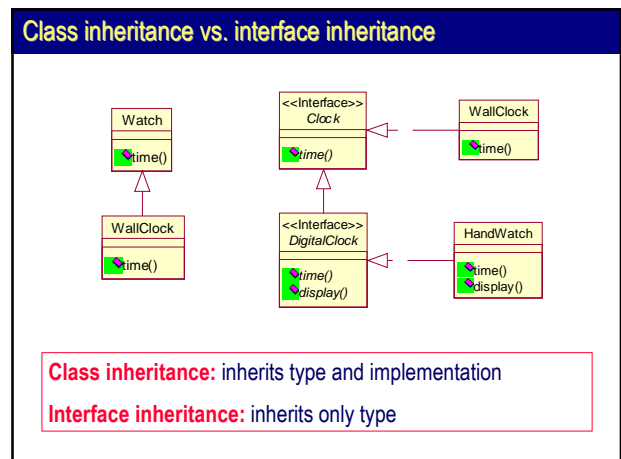 Class inheritance vs. interface inheritance
Watch
time()
WallClock
time()
<<Interface>>
Clock
time()
<<Interface>>
DigitalClock
time()
display()
WallClock
time()
HandWatch
time()
display()
Class inheritance: inherits type and implementation
Interface inheritance: inherits only type